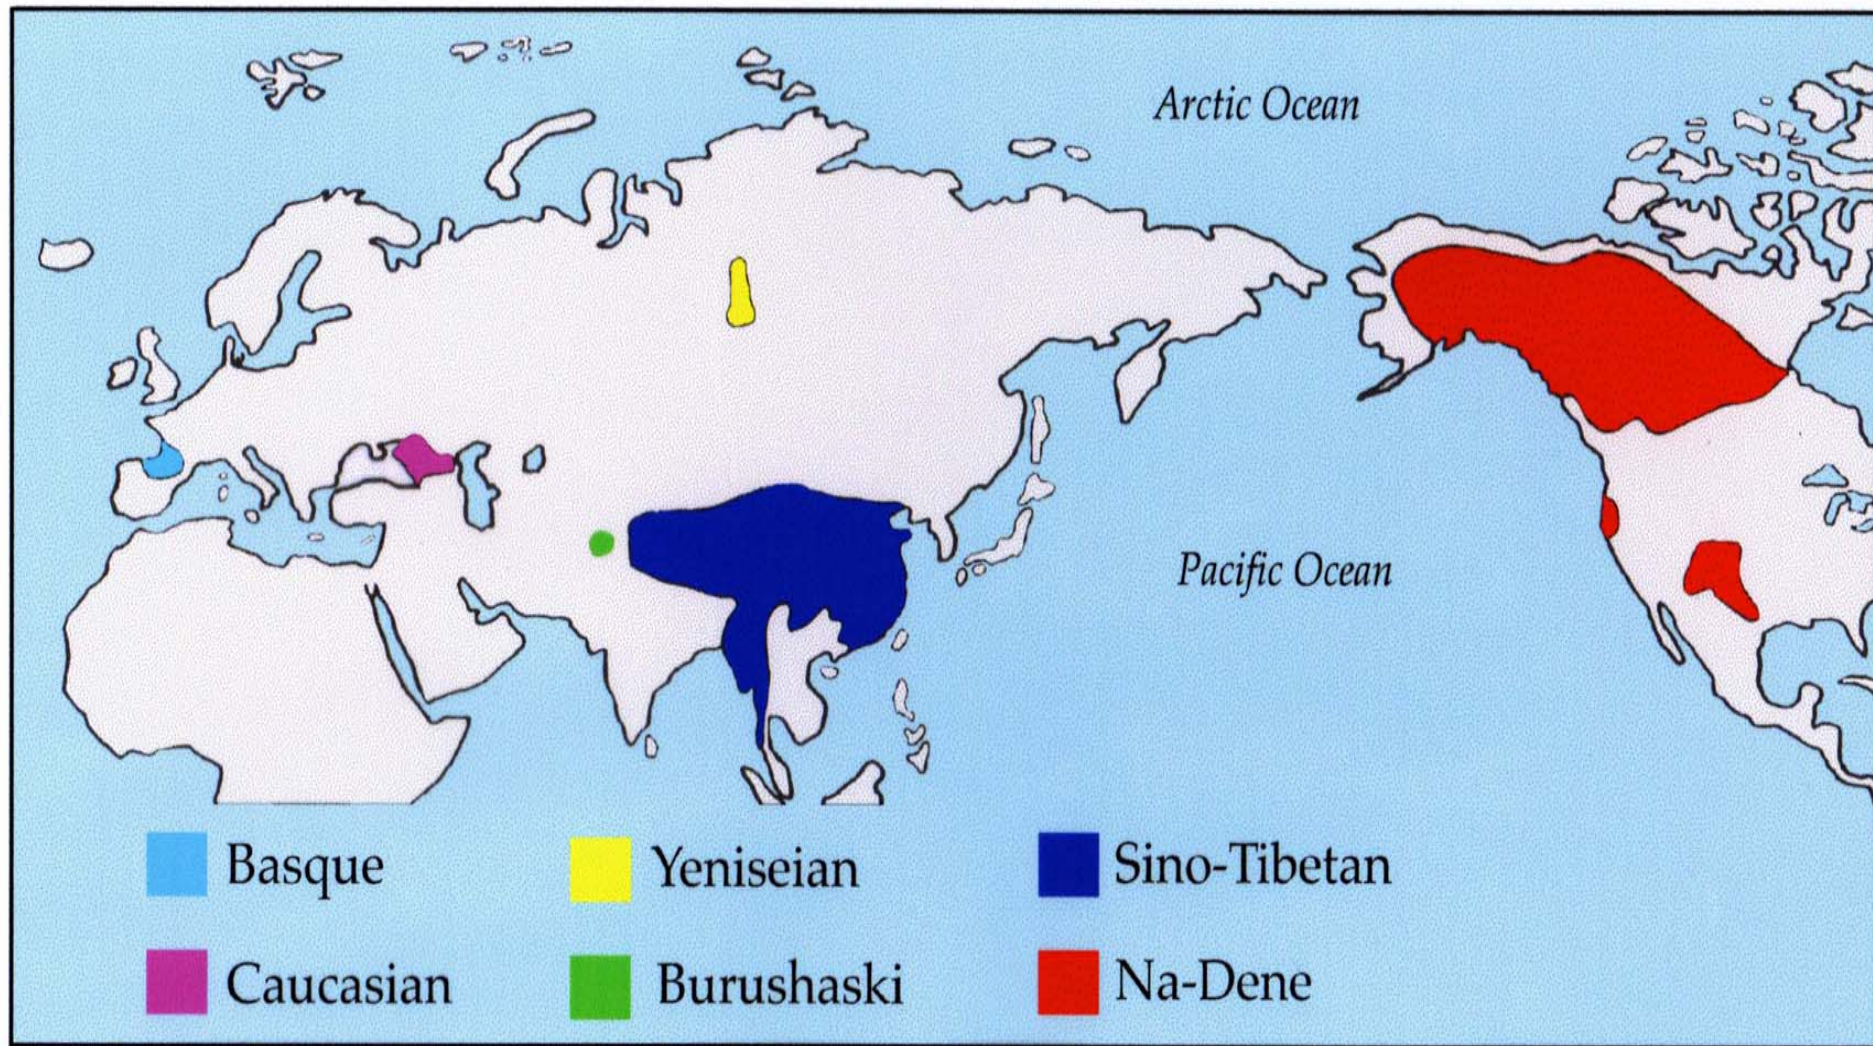 Arctic Ocean
Pacific Ocean
Basque
Yeniseian
Sino-Tibetan
Caucasian
Burushaski
Na-Dene